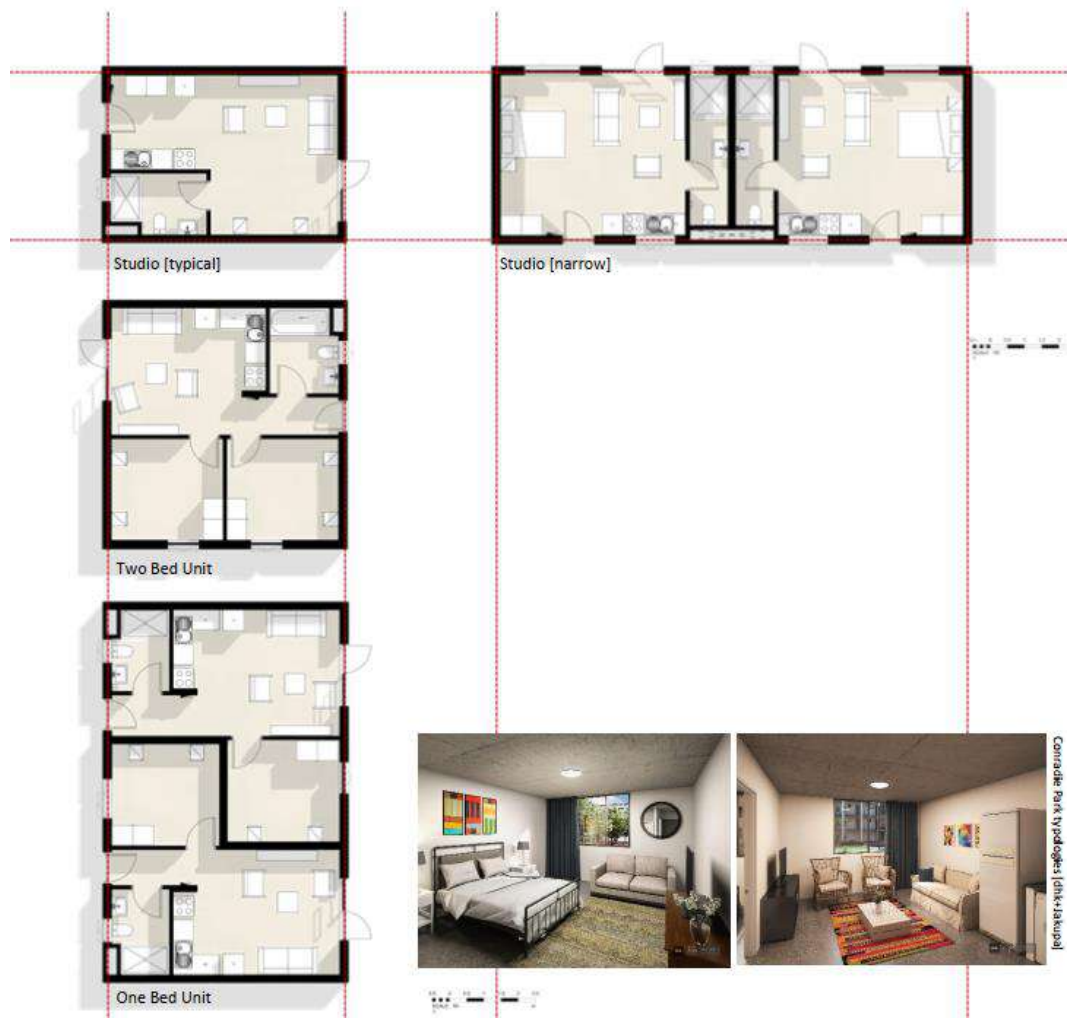 Studio [typical]
Studio [narrow]
Two Bed Unit
One Bed Unit
Conradie Park typologies [dhk+Jakupa]